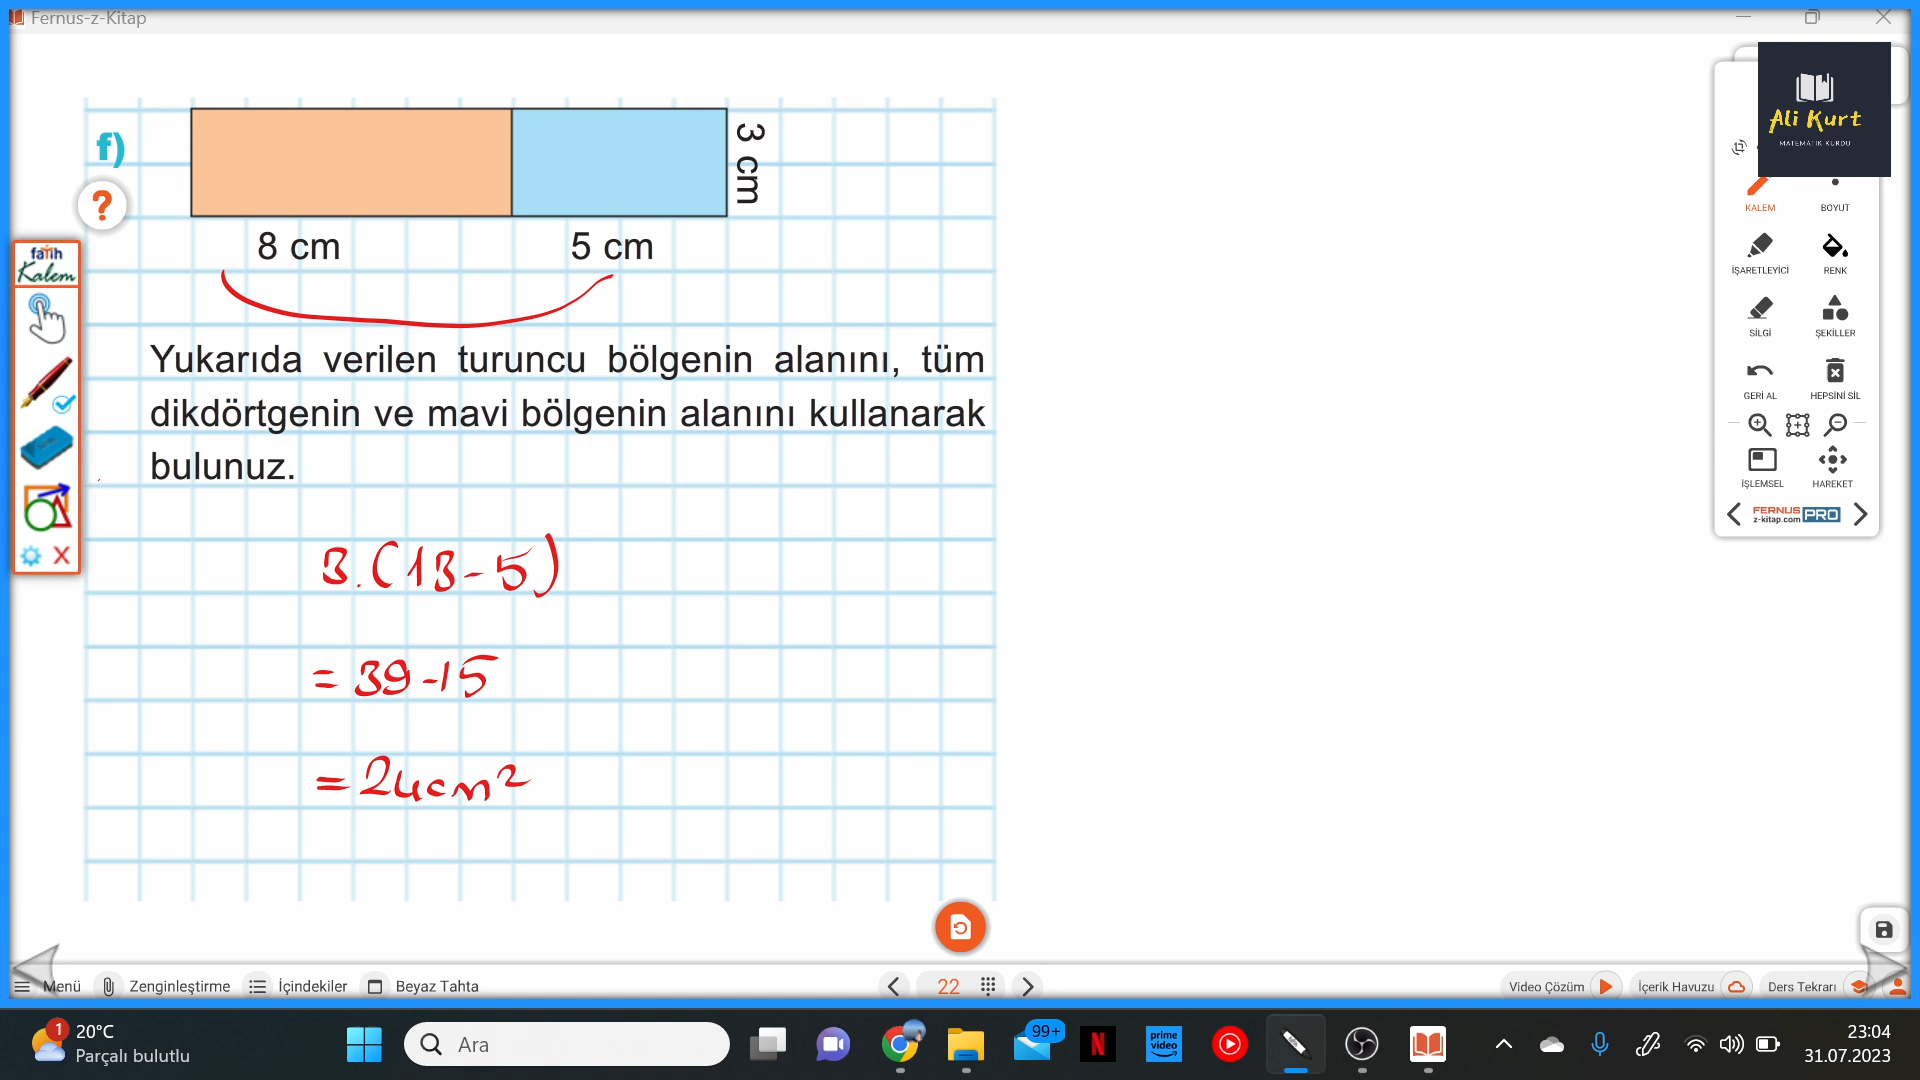 Fernus-z-Kitap
Ali Kurt
MATEMATİK KURDU
f)
3 cm
?
8 cm
5 cm
fatih
Kalem
Yukarıda verilen turuncu bölgenin alanını, tüm
dikdörtgenin ve mavi bölgenin alanını kullanarak
bulunuz.
3.(13-5)
= 39-15
= 24cm²
KALEM
BOYUT
İŞARETLEYİCİ
RENK
SİLGİ
ŞEKİLLER
GERİ AL
HEPSİNİ SİL
İŞLEMSEL
HAREKET
FERNUS
z-kitap.com PRO
Menü
Zenginleştirme
İçindekiler
Beyaz Tahta
22
Video Çözüm
İçerik Havuzu
Ders Tekrarı
1
20°C
Parçalı bulutlu
Ara
99+
N
prime
video
23:04
31.07.2023